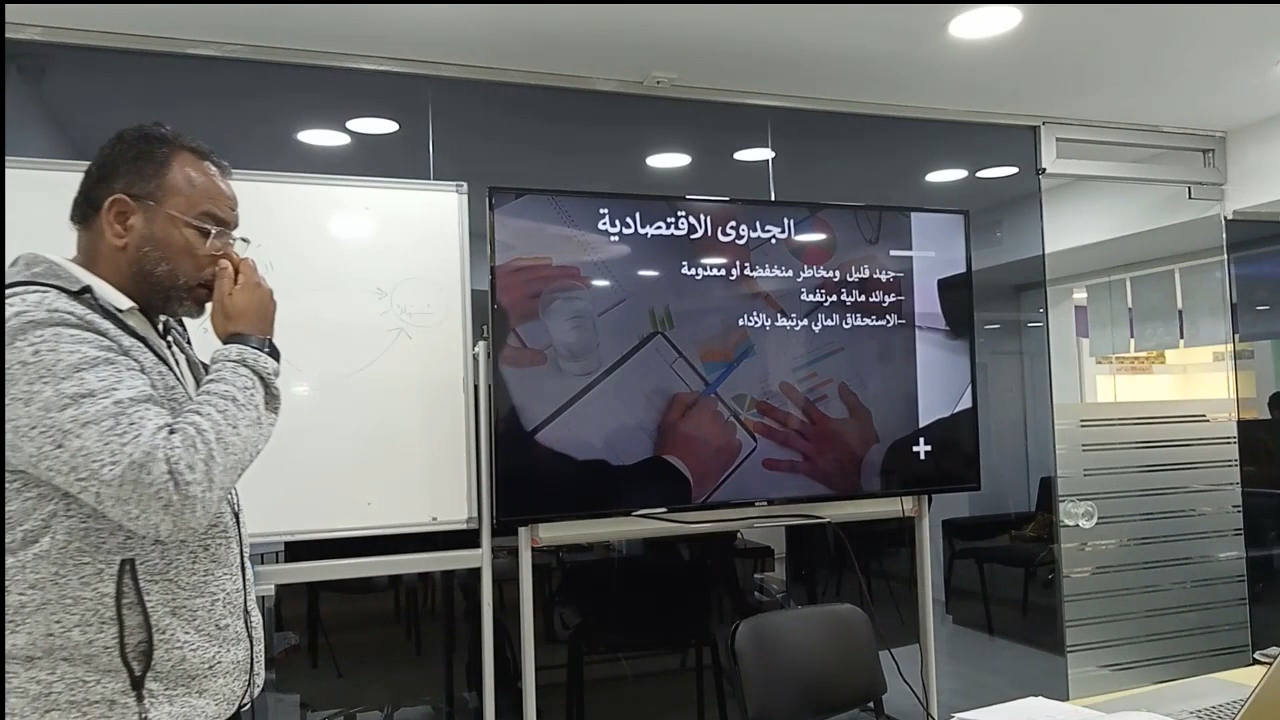 الجدوى الاقتصادية
–جهد قليل ومخاطر منخفضة أو معدومة
–عوائد مالية مرتفعة
–الاستحقاق المالي مرتبط بالأداء